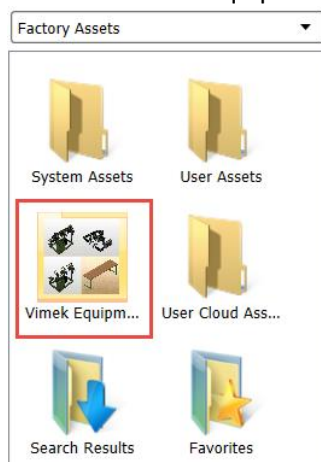 Factory Assets
System Assets
User Assets
Vimek Equipm...
User Cloud Ass...
Search Results
Favorites